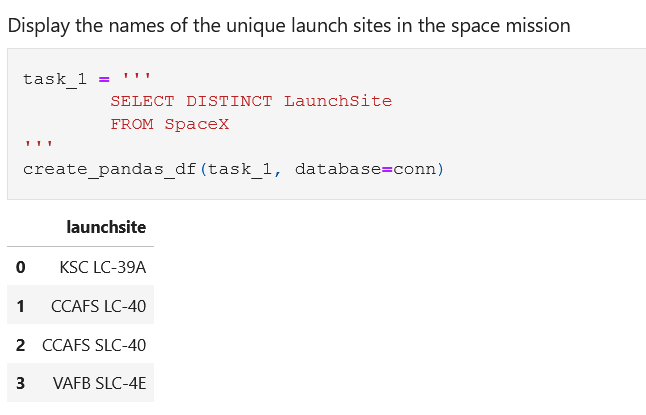 Display the names of the unique launch sites in the space mission
task_1 = '''
SELECT DISTINCT LaunchSite
FROM SpaceX
'''
create_pandas_df(task_1, database=conn)
launchsite
0 KSC LC-39A
1 CCAFS LC-40
2 CCAFS SLC-40
3 VAFB SLC-4E